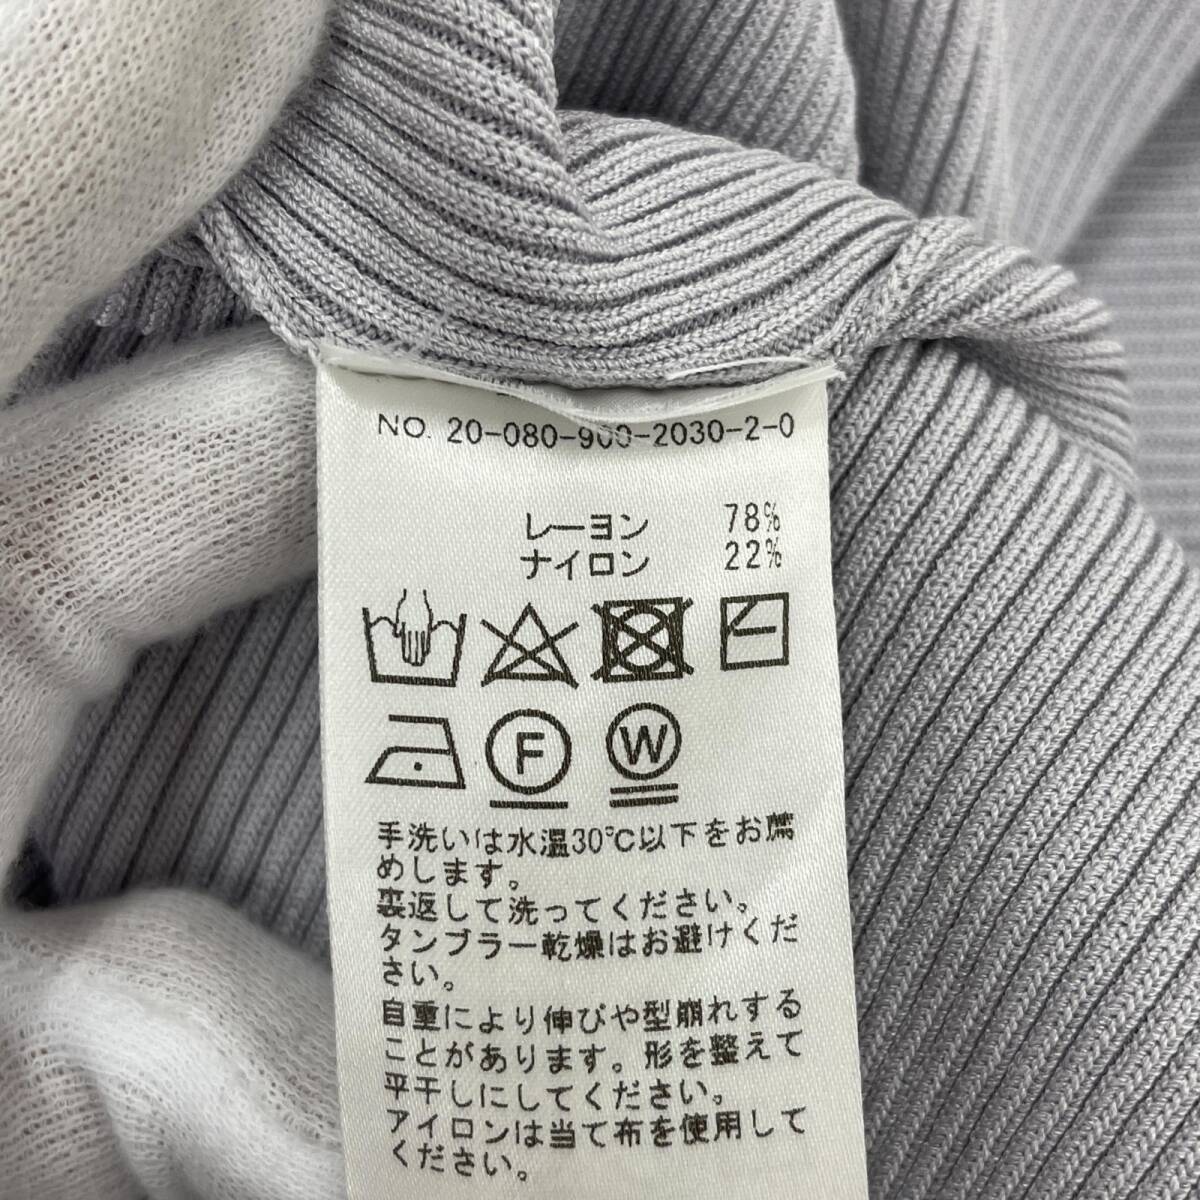 NO. 20-080-900-2030-2-0
レーヨン 78%
ナイロン 22%
F W
手洗いは水温30℃以下をお薦
めします。
裏返して洗ってください。
タンブラー乾燥はお避けくだ
さい。
自重により伸びや型崩れする
ことがあります。形を整えて
平干しにしてください。
アイロンは当て布を使用して
ください。